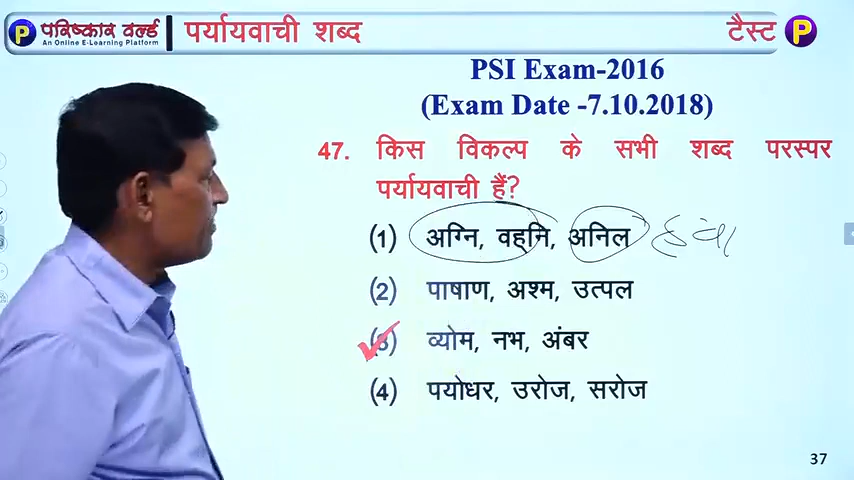 परिष्कार वर्ल्ड
An Online E-Learning Platform
पर्यायवाची शब्द
टैस्ट P
PSI Exam-2016
(Exam Date -7.10.2018)
47. किस विकल्प के सभी शब्द परस्पर
पर्यायवाची हैं?
(1) अग्नि, वह्नि, अनिल हवा
(2) पाषाण, अश्म, उत्पल
(3) व्योम, नभ, अंबर
(4) पयोधर, उरोज, सरोज
37